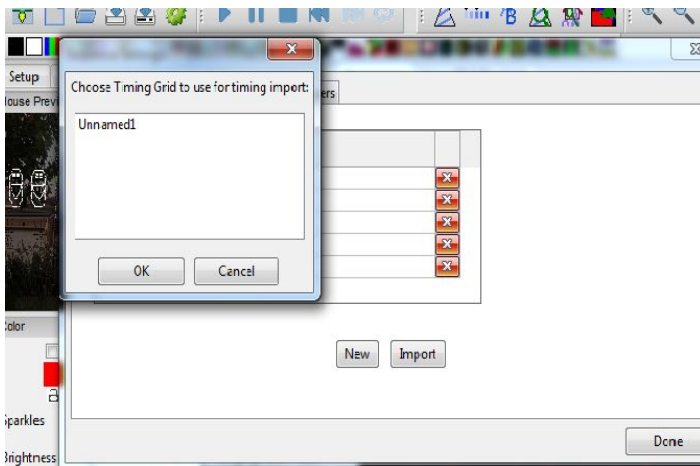 Setup
Choose Timing Grid to use for timing import:
ers
House Previ
Unnamed1
OK
Cancel
Color
New
Import
Sparkles
Done
Brightness